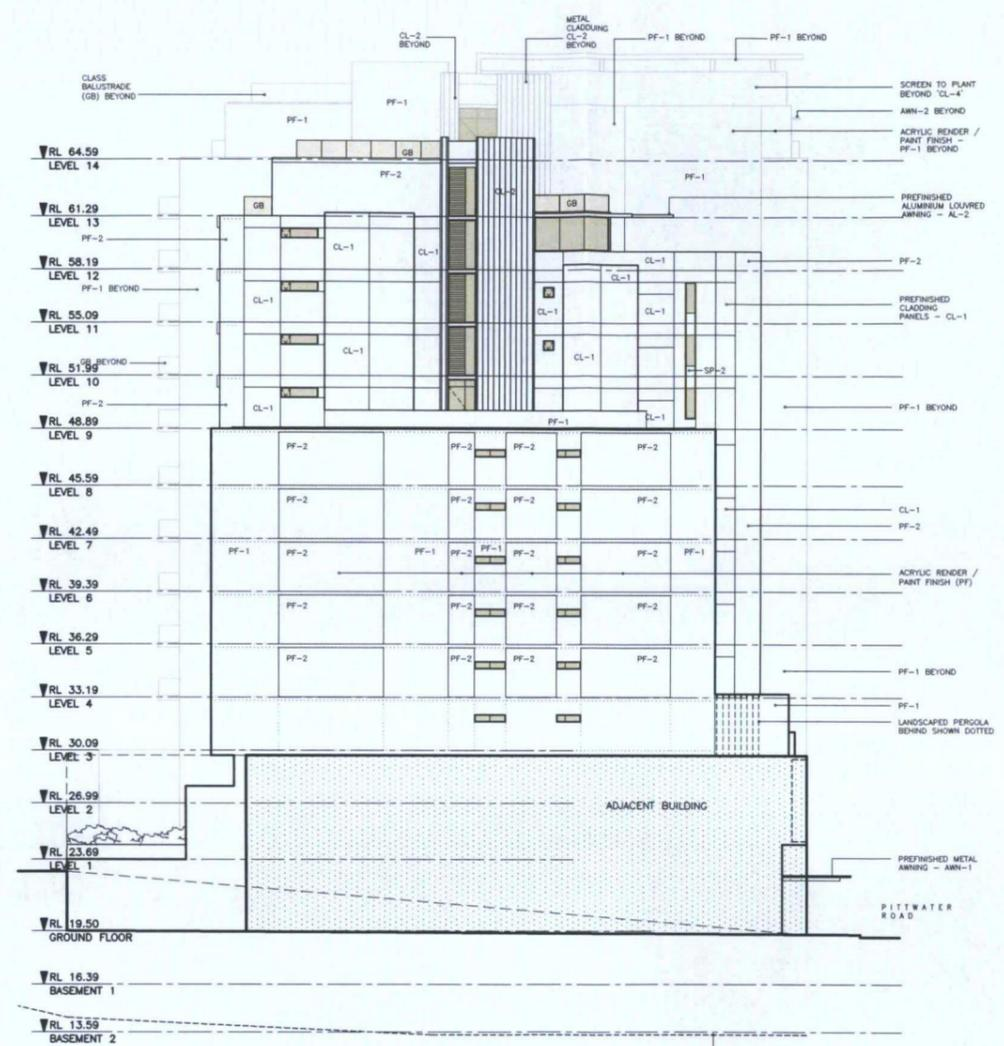 METAL
CLADDUING
CL-2
BEYOND
CL-2
BEYOND
PF-1 BEYOND
PF-1 BEYOND
CLASS
BALUSTRADE
(GB) BEYOND
PF-1
PF-1
SCREEN TO PLANT
BEYOND "CL-4"
AWN-2 BEYOND
ACRYLIC RENDER /
PAINT FINISH –
PF-1 BEYOND
RL 64.59
LEVEL 14
GB
PF-2
CL-2
PF-1
PREFINISHED
ALUMINIUM LOUVRED
AWNING – AL-2
RL 61.29
LEVEL 13
GB
GB
PF-2
CL-1
CL-1
CL-1
CL-1
PF-2
RL 58.19
LEVEL 12
PF-1 BEYOND
CL-1
CL-1
CL-1
PREFINISHED
CLADDING
PANELS – CL-1
RL 55.09
LEVEL 11
CL-1
CL-1
GB BEYOND
SP-2
RL 51.99
LEVEL 10
PF-2
CL-1
CL-1
PF-1
PF-1 BEYOND
RL 48.89
LEVEL 9
PF-2
PF-2
PF-2
PF-2
RL 45.59
LEVEL 8
PF-2
PF-2
PF-2
PF-2
CL-1
PF-2
RL 42.49
LEVEL 7
PF-1
PF-2
PF-1
PF-2
PF-1
PF-2
PF-2
PF-1
ACRYLIC RENDER /
PAINT FINISH (PF)
RL 39.39
LEVEL 6
PF-2
PF-2
PF-2
PF-2
RL 36.29
LEVEL 5
PF-2
PF-2
PF-2
PF-2
PF-1 BEYOND
RL 33.19
LEVEL 4
PF-1
LANDSCAPED PERGOLA
BEHIND SHOWN DOTTED
RL 30.09
LEVEL 3
RL 26.99
LEVEL 2
ADJACENT BUILDING
RL 23.69
LEVEL 1
PREFINISHED METAL
AWNING – AWN-1
PITTWATER
ROAD
RL 19.50
GROUND FLOOR
RL 16.39
BASEMENT 1
RL 13.59
BASEMENT 2